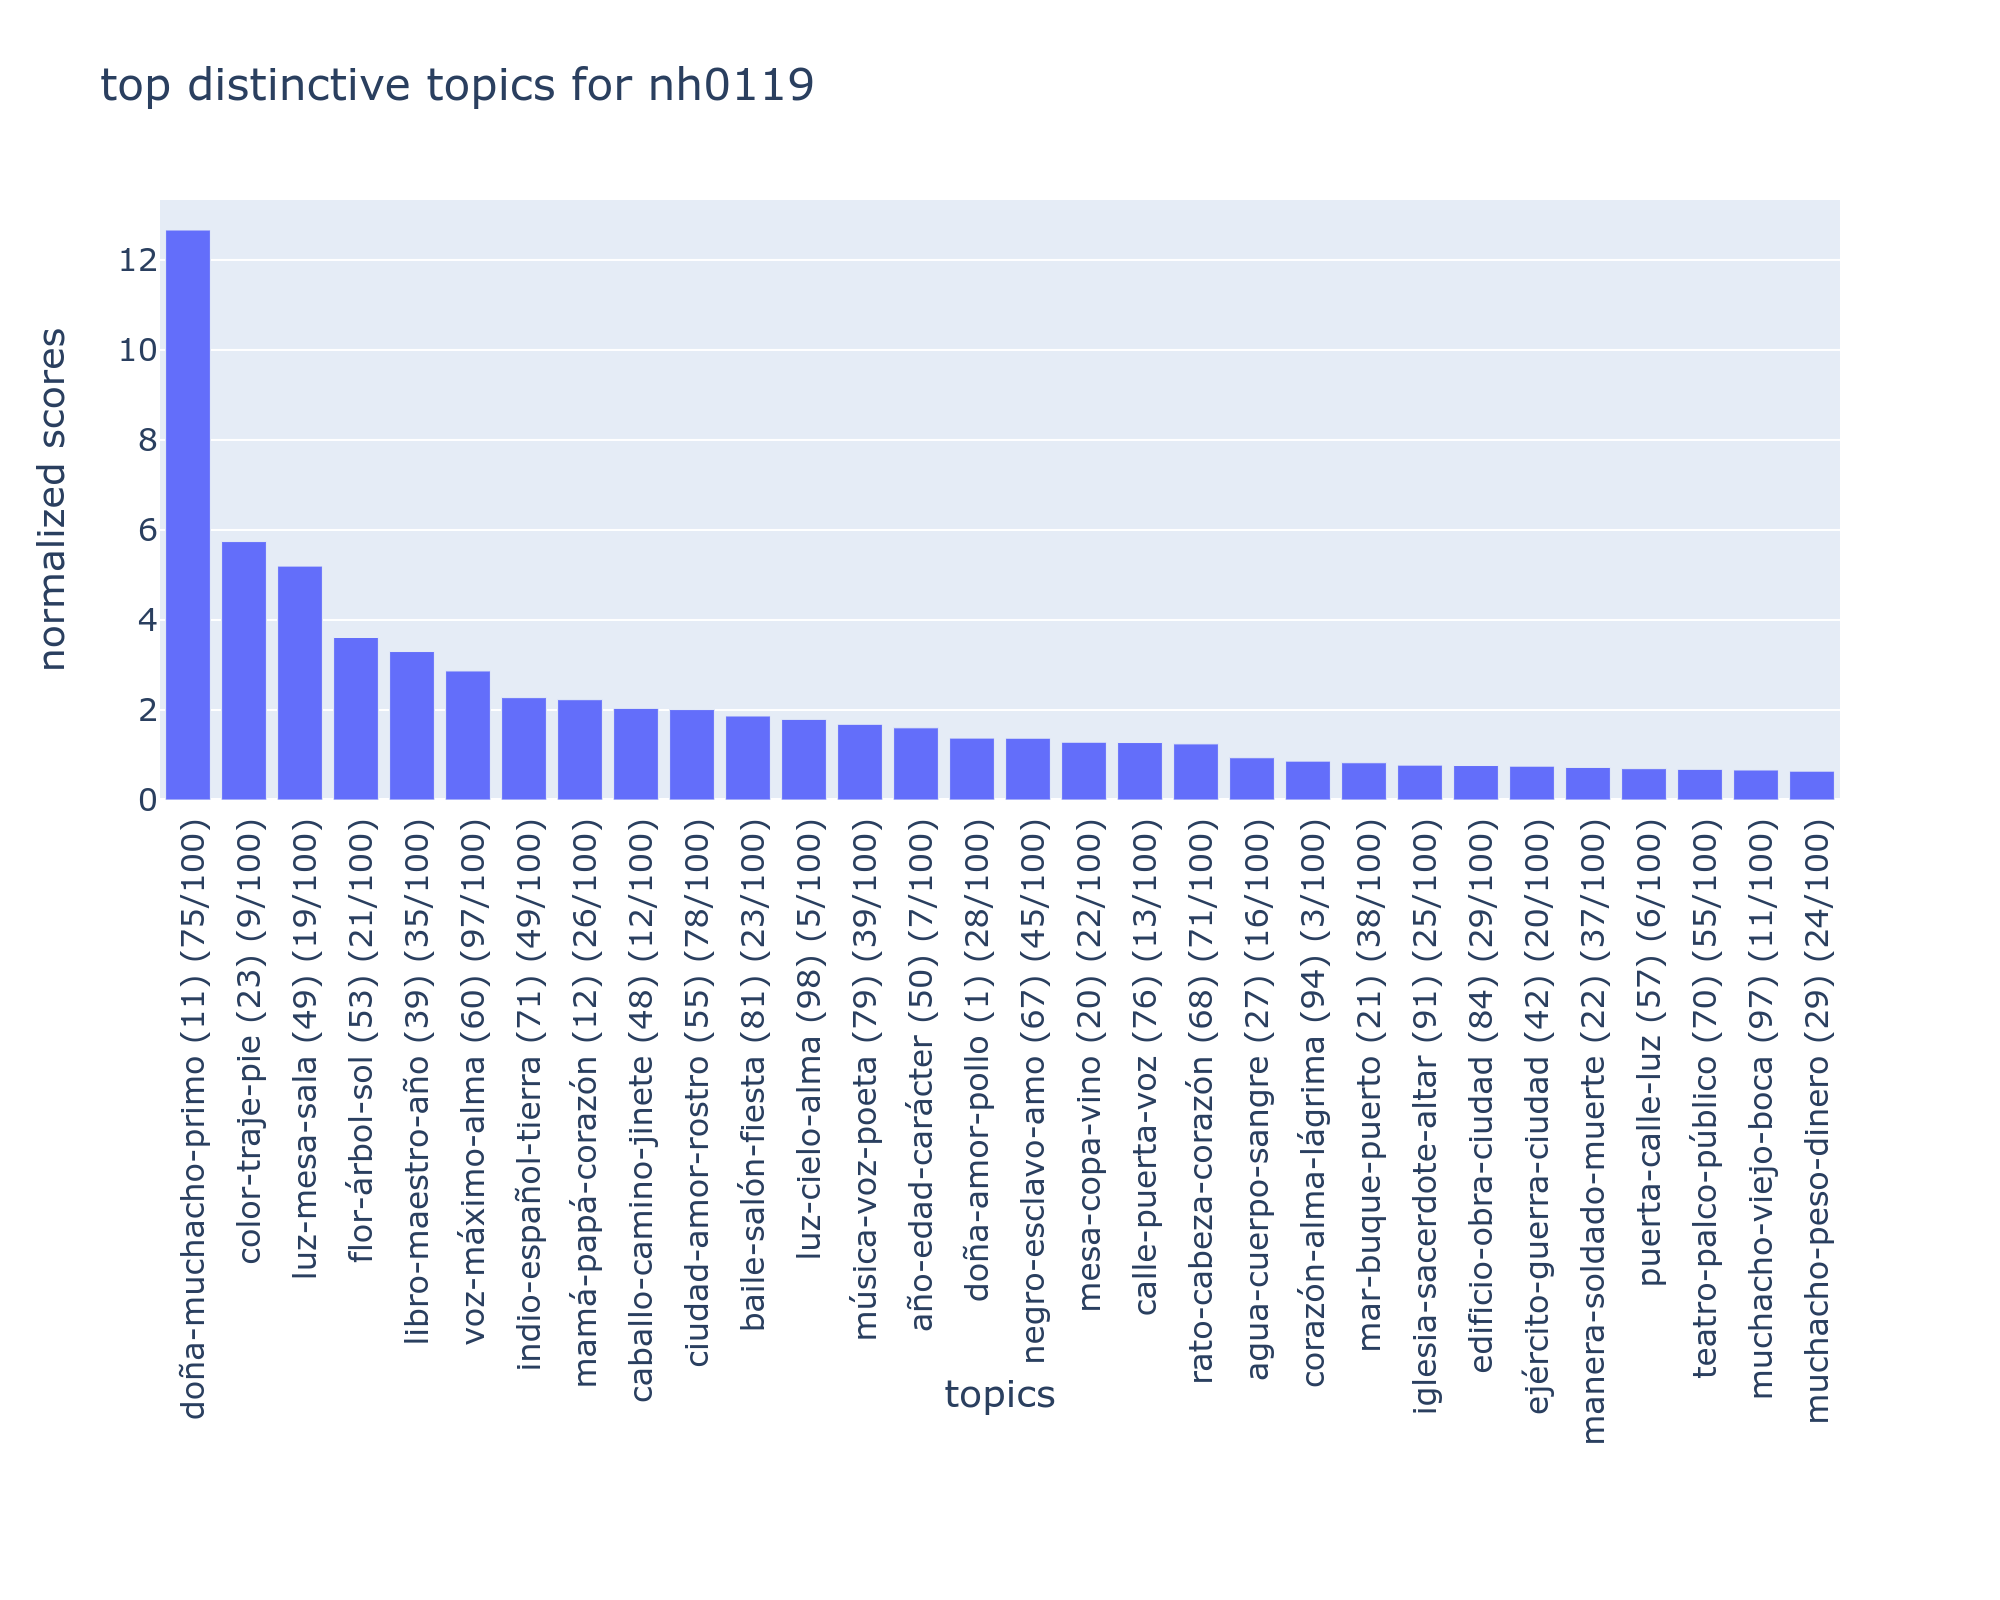 top distinctive topics for nh0119
normalized scores
12
10
8
6
4
2
0
doña-muchacho-primo (11) (75/100)
color-traje-pie (23) (9/100)
luz-mesa-sala (49) (19/100)
flor-árbol-sol (53) (21/100)
libro-maestro-año (39) (35/100)
voz-máximo-alma (60) (97/100)
indio-español-tierra (71) (49/100)
mamá-papá-corazón (12) (26/100)
caballo-camino-jinete (48) (12/100)
ciudad-amor-rostro (55) (78/100)
baile-salón-fiesta (81) (23/100)
luz-cielo-alma (98) (5/100)
música-voz-poeta (79) (39/100)
año-edad-carácter (50) (7/100)
doña-amor-pollo (1) (28/100)
negro-esclavo-amo (67) (45/100)
mesa-copa-vino (20) (22/100)
calle-puerta-voz (76) (13/100)
rato-cabeza-corazón (68) (71/100)
agua-cuerpo-sangre (27) (16/100)
corazón-alma-lágrima (94) (3/100)
mar-buque-puerto (21) (38/100)
iglesia-sacerdote-altar (91) (25/100)
edificio-obra-ciudad (84) (29/100)
ejército-guerra-ciudad (42) (20/100)
manera-soldado-muerte (22) (37/100)
puerta-calle-luz (57) (6/100)
teatro-palco-público (70) (55/100)
muchacho-viejo-boca (97) (11/100)
muchacho-peso-dinero (29) (24/100)
topics